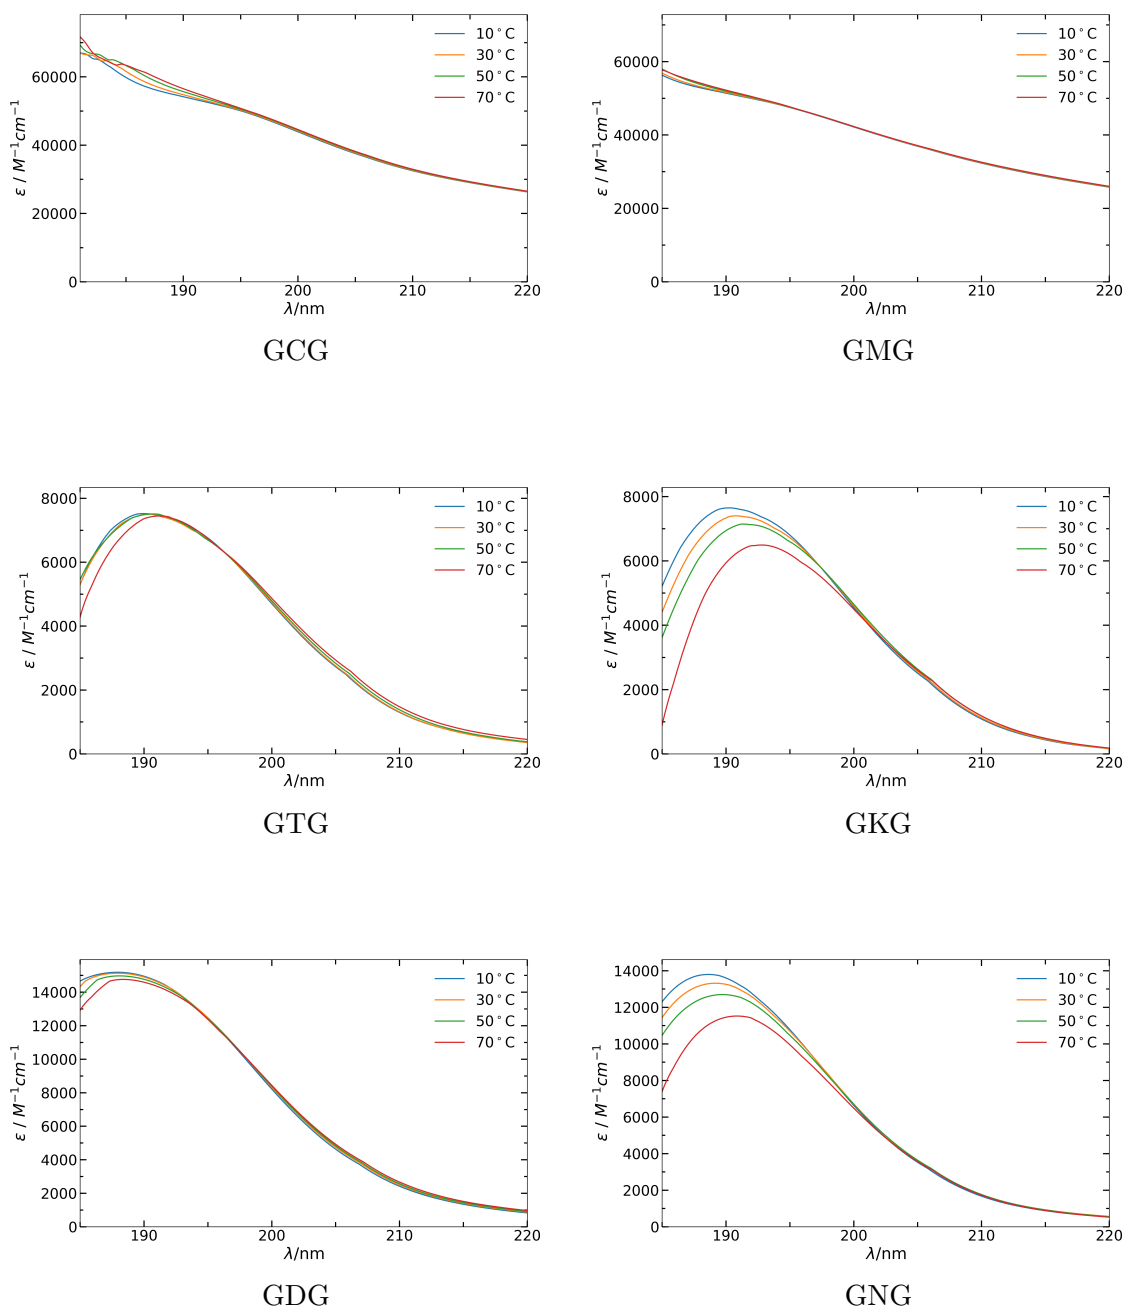 60000
40000
20000
0
190
200
210
220
ε / M⁻¹cm⁻¹
λ/nm
10°C
30°C
50°C
70°C
GCG
60000
40000
20000
0
190
200
210
220
ε / M⁻¹cm⁻¹
λ/nm
10°C
30°C
50°C
70°C
GMG
8000
6000
4000
2000
0
190
200
210
220
ε / M⁻¹cm⁻¹
λ/nm
10°C
30°C
50°C
70°C
GTG
8000
6000
4000
2000
0
190
200
210
220
ε / M⁻¹cm⁻¹
λ/nm
10°C
30°C
50°C
70°C
GKG
14000
12000
10000
8000
6000
4000
2000
0
190
200
210
220
ε / M⁻¹cm⁻¹
λ/nm
10°C
30°C
50°C
70°C
GDG
14000
12000
10000
8000
6000
4000
2000
0
190
200
210
220
ε / M⁻¹cm⁻¹
λ/nm
10°C
30°C
50°C
70°C
GNG